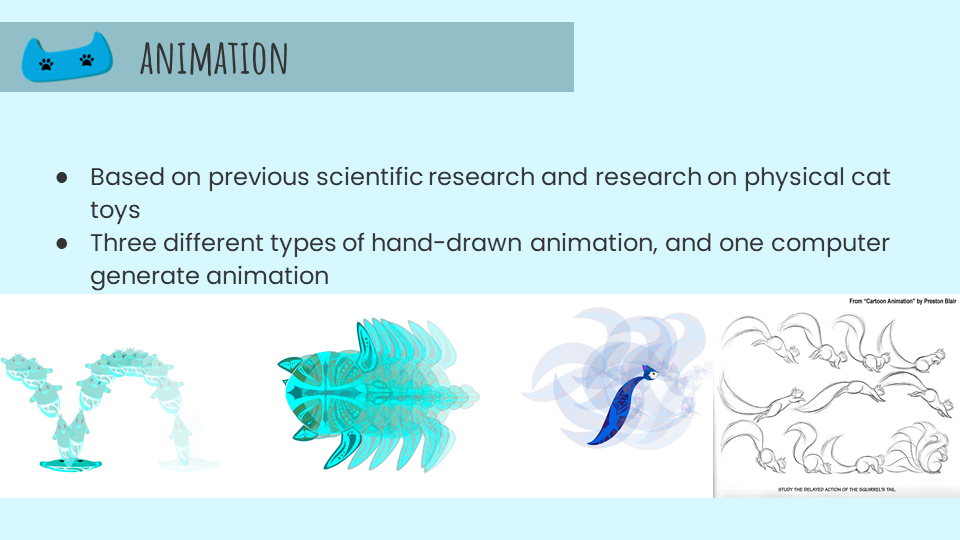 ANIMATION
● Based on previous scientific research and research on physical cat
toys
● Three different types of hand-drawn animation, and one computer
generate animation
From "Cartoon Animation" by Preston Blair
STUDY THE DELAYED ACTION OF THE SQUIRREL'S TAIL.